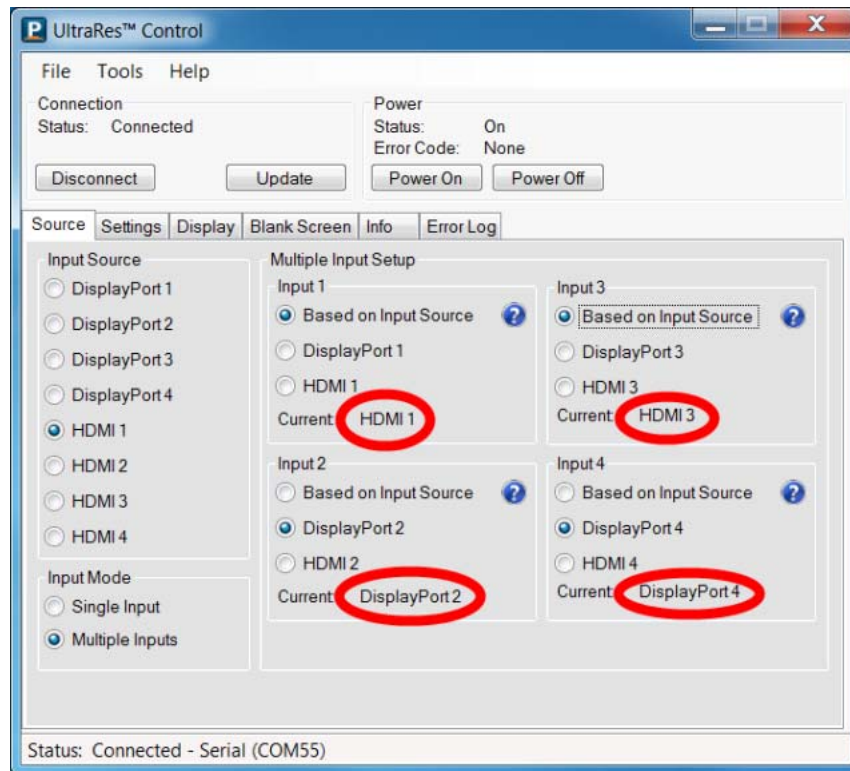 P UltraRes™ Control
File Tools Help
Connection
Status: Connected
Disconnect Update
Power
Status: On
Error Code: None
Power On Power Off
Source Settings Display Blank Screen Info Error Log
Input Source
DisplayPort 1
DisplayPort 2
DisplayPort 3
DisplayPort 4
HDMI 1
HDMI 2
HDMI 3
HDMI 4
Input Mode
Single Input
Multiple Inputs
Multiple Input Setup
Input 1
Based on Input Source ?
DisplayPort 1
HDMI 1
Current: HDMI 1
Input 2
Based on Input Source ?
DisplayPort 2
HDMI 2
Current: DisplayPort 2
Input 3
Based on Input Source ?
DisplayPort 3
HDMI 3
Current: HDMI 3
Input 4
Based on Input Source ?
DisplayPort 4
HDMI 4
Current: DisplayPort 4
Status: Connected - Serial (COM55)